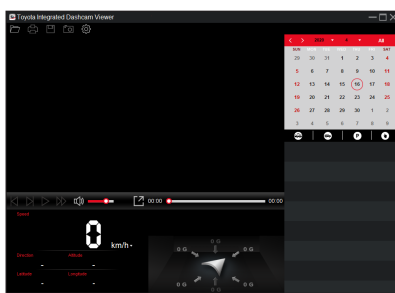 Toyota Integrated Dashcam Viewer
All
SUN MON TUE WED THU FRI SAT
29 30 31 1 2 3 4
5 6 7 8 9 10 11
12 13 14 15 16 17 18
19 20 21 22 23 24 25
26 27 28 29 30 1 2
3 4 5 6 7 8 9
P
00:00 00:00
Speed
0 km/h-
Direction Altitude
- -
Latitude Longitude
- -
0 G 0 G 0 G
0 G 0 G 0 G